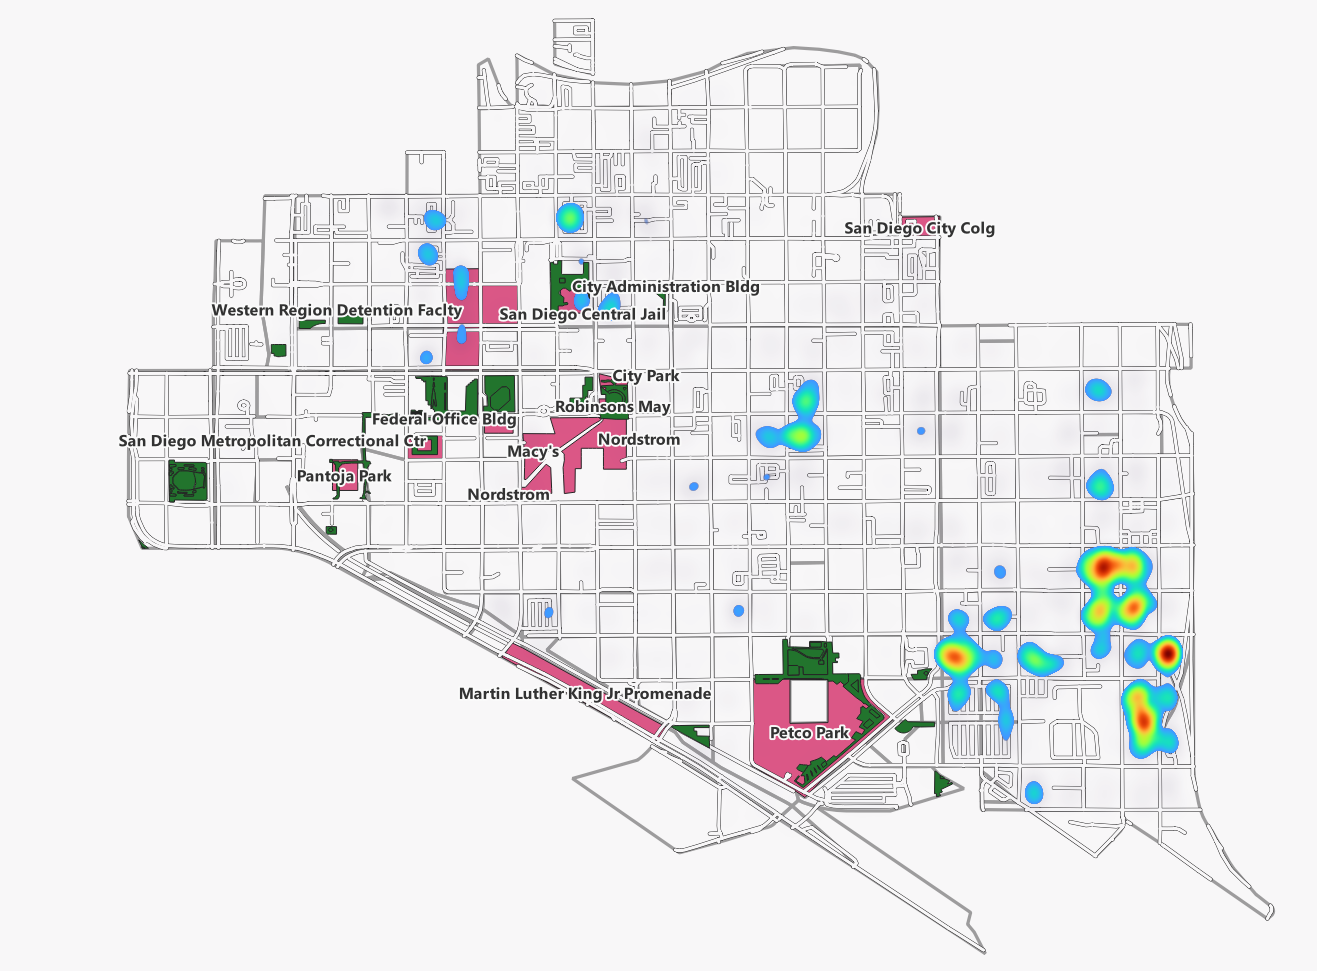 San Diego City Colg
City Administration Bldg
Western Region Detention Faclty
San Diego Central Jail
City Park
Robinsons May
Federal Office Bldg
San Diego Metropolitan Correctional Ctr
Nordstrom
Macy's
Pantoja Park
Nordstrom
Martin Luther King Jr Promenade
Petco Park